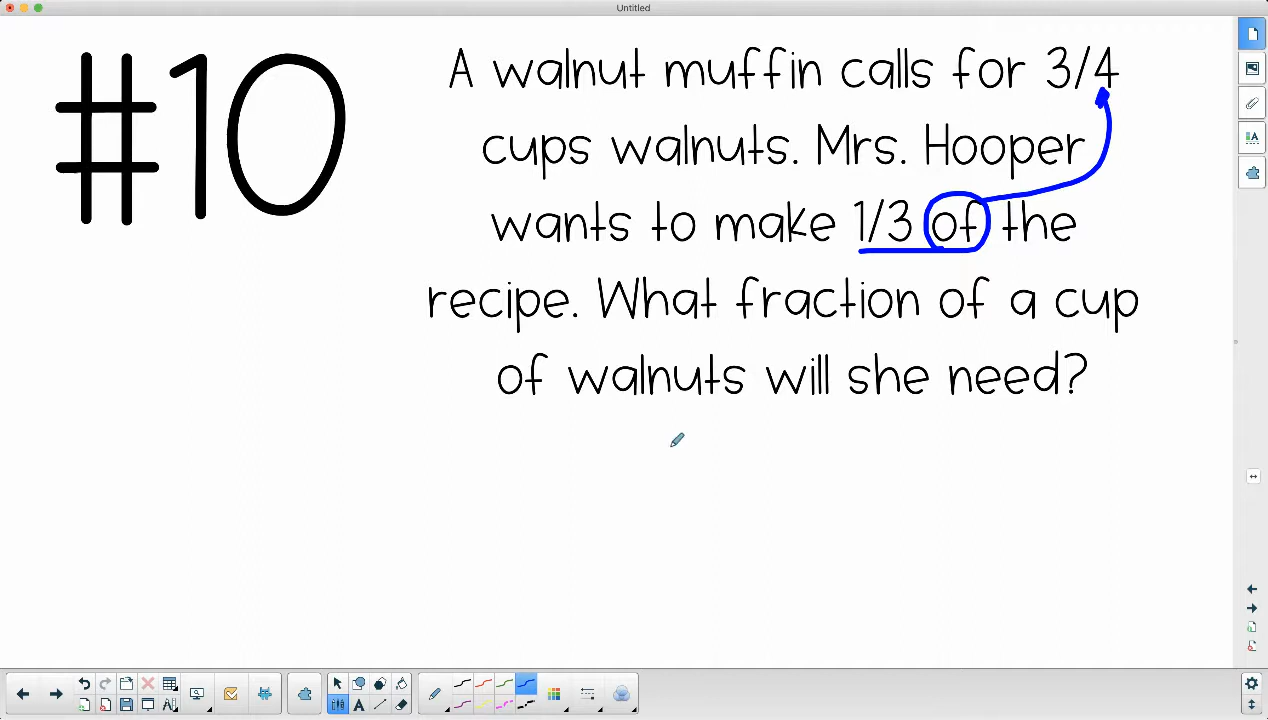 Untitled
#10
A walnut muffin calls for 3/4
cups walnuts. Mrs. Hooper
wants to make 1/3 of the
recipe. What fraction of a cup
of walnuts will she need?